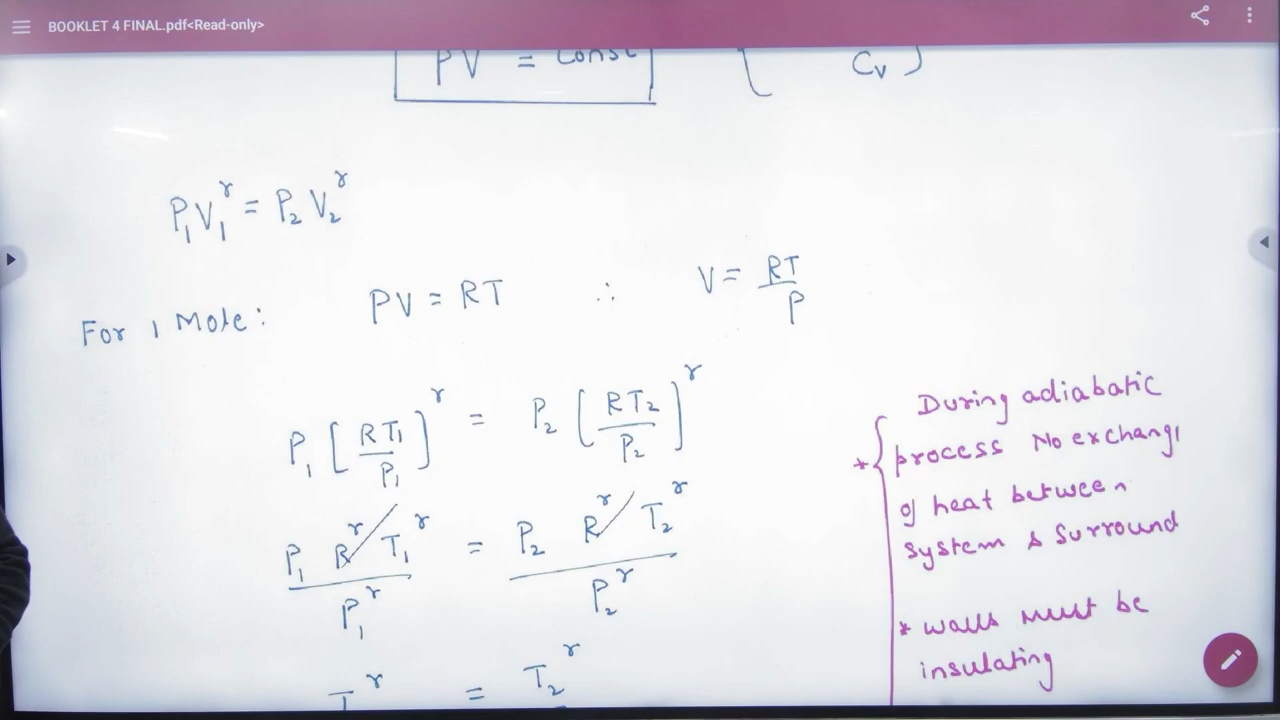 BOOKLET 4 FINAL.pdf<Read-only>
PV = const
C_V )
P₁V₁^γ = P₂V₂^γ
For 1 Mole: PV = RT ∴ V = RT/P
P₁ [RT₁/P₁]^γ = P₂ [RT₂/P₂]^γ
P₁ R^γ T₁^γ / P₁^γ = P₂ R^γ T₂^γ / P₂^γ
T^γ = T₂^γ
During adiabatic
* process No exchang
of heat between
system & surround
* walls must be
insulating